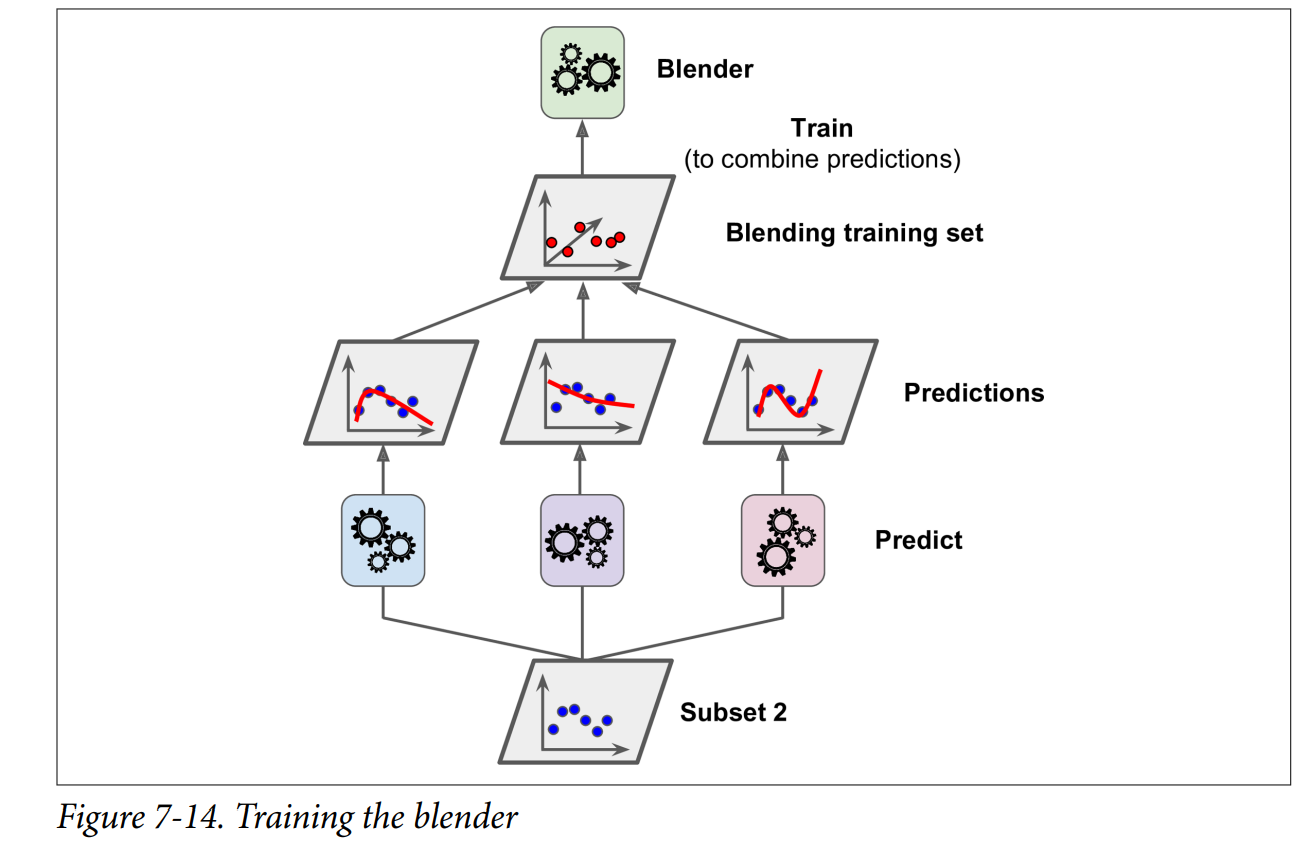 Blender
Train
(to combine predictions)
Blending training set
Predictions
Predict
Subset 2
Figure 7-14. Training the blender